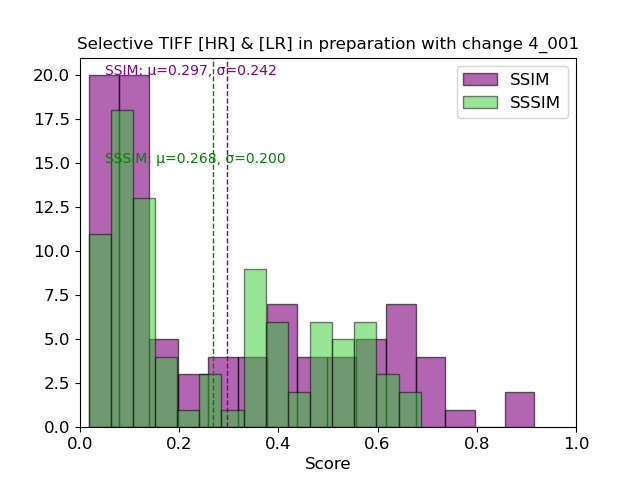 Selective TIFF [HR] & [LR] in preparation with change 4_001
20.0
17.5
15.0
12.5
10.0
7.5
5.0
2.5
0.0
SSIM: μ=0.297, σ=0.242
SSSIM: μ=0.268, σ=0.200
SSIM
SSSIM
0.0 0.2 0.4 0.6 0.8 1.0
Score